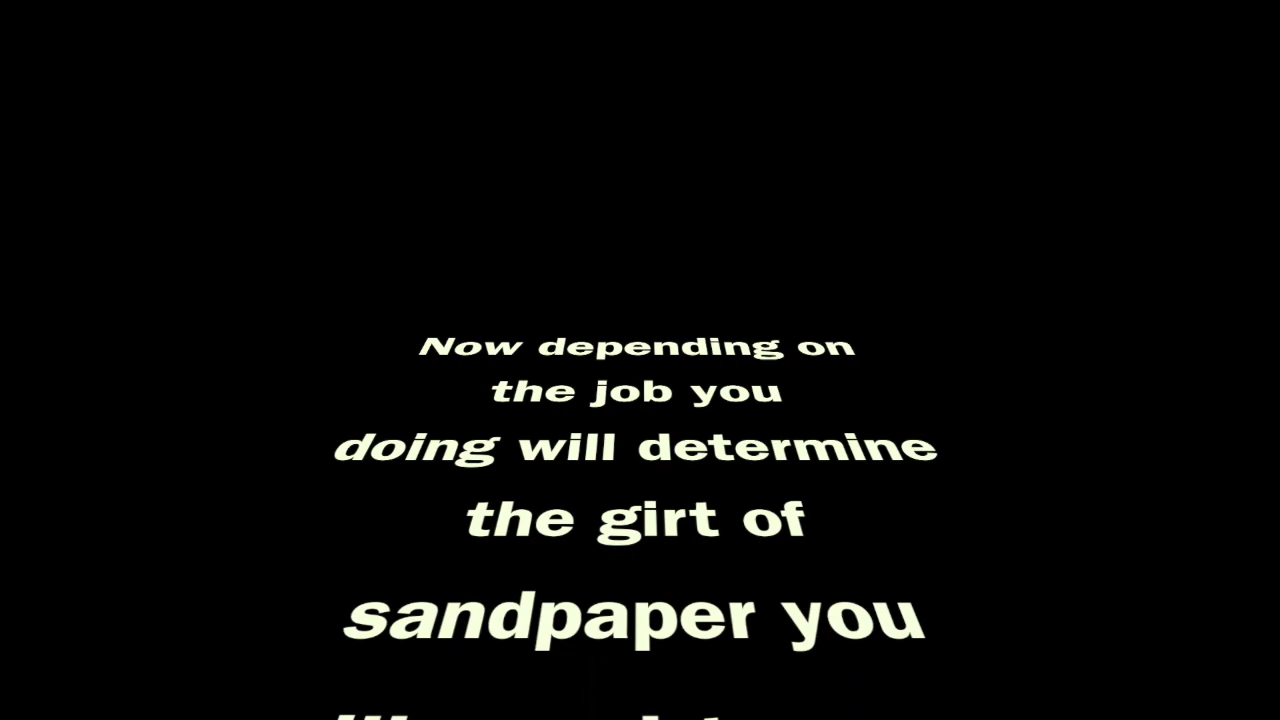 Now depending on
the job you
doing will determine
the girt of
sandpaper you